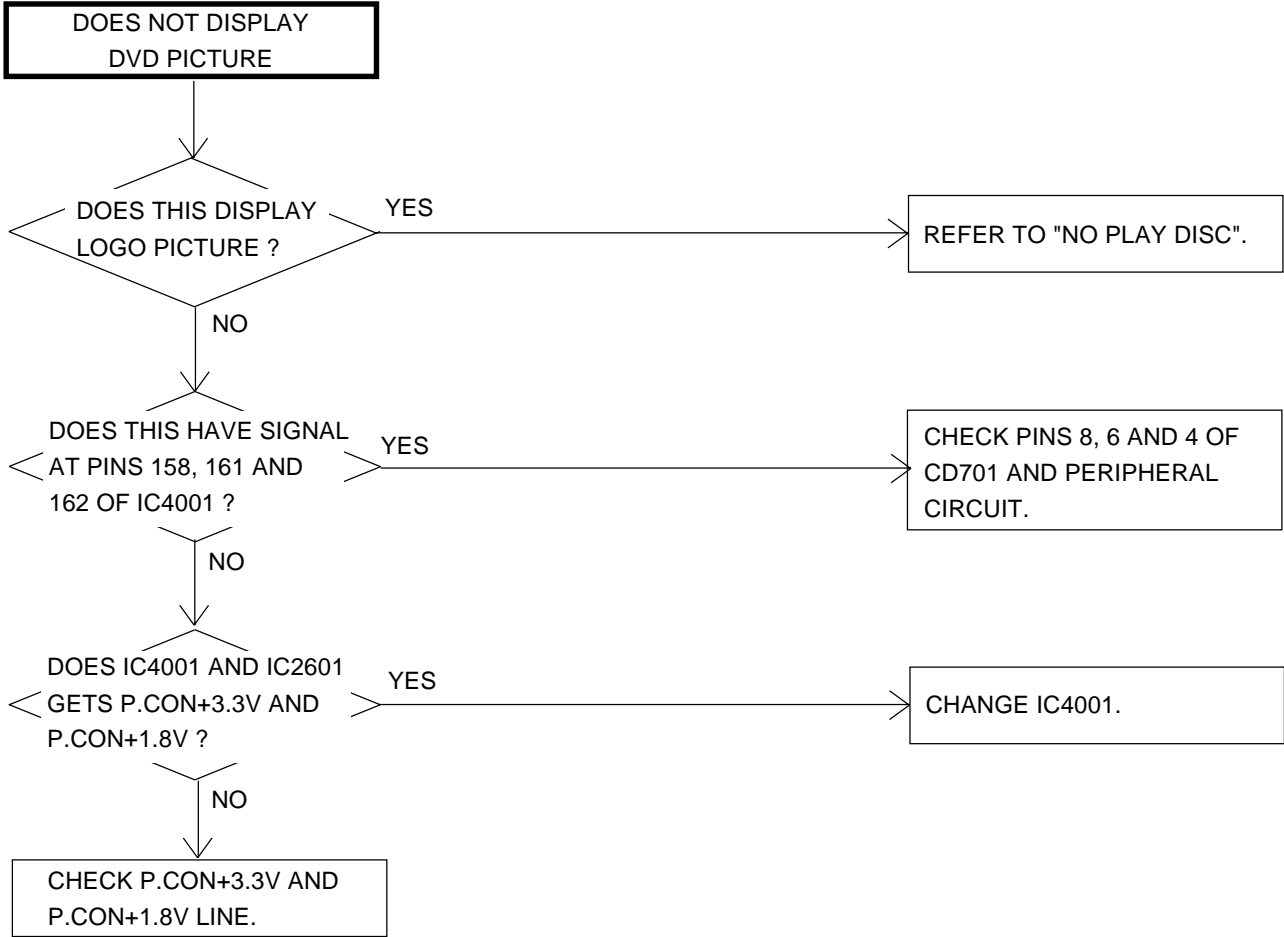 DOES NOT DISPLAY
DVD PICTURE
DOES THIS DISPLAY
LOGO PICTURE ?
YES
REFER TO "NO PLAY DISC".
NO
DOES THIS HAVE SIGNAL
AT PINS 158, 161 AND
162 OF IC4001 ?
YES
CHECK PINS 8, 6 AND 4 OF
CD701 AND PERIPHERAL
CIRCUIT.
NO
DOES IC4001 AND IC2601
GETS P.CON+3.3V AND
P.CON+1.8V ?
YES
CHANGE IC4001.
NO
CHECK P.CON+3.3V AND
P.CON+1.8V LINE.